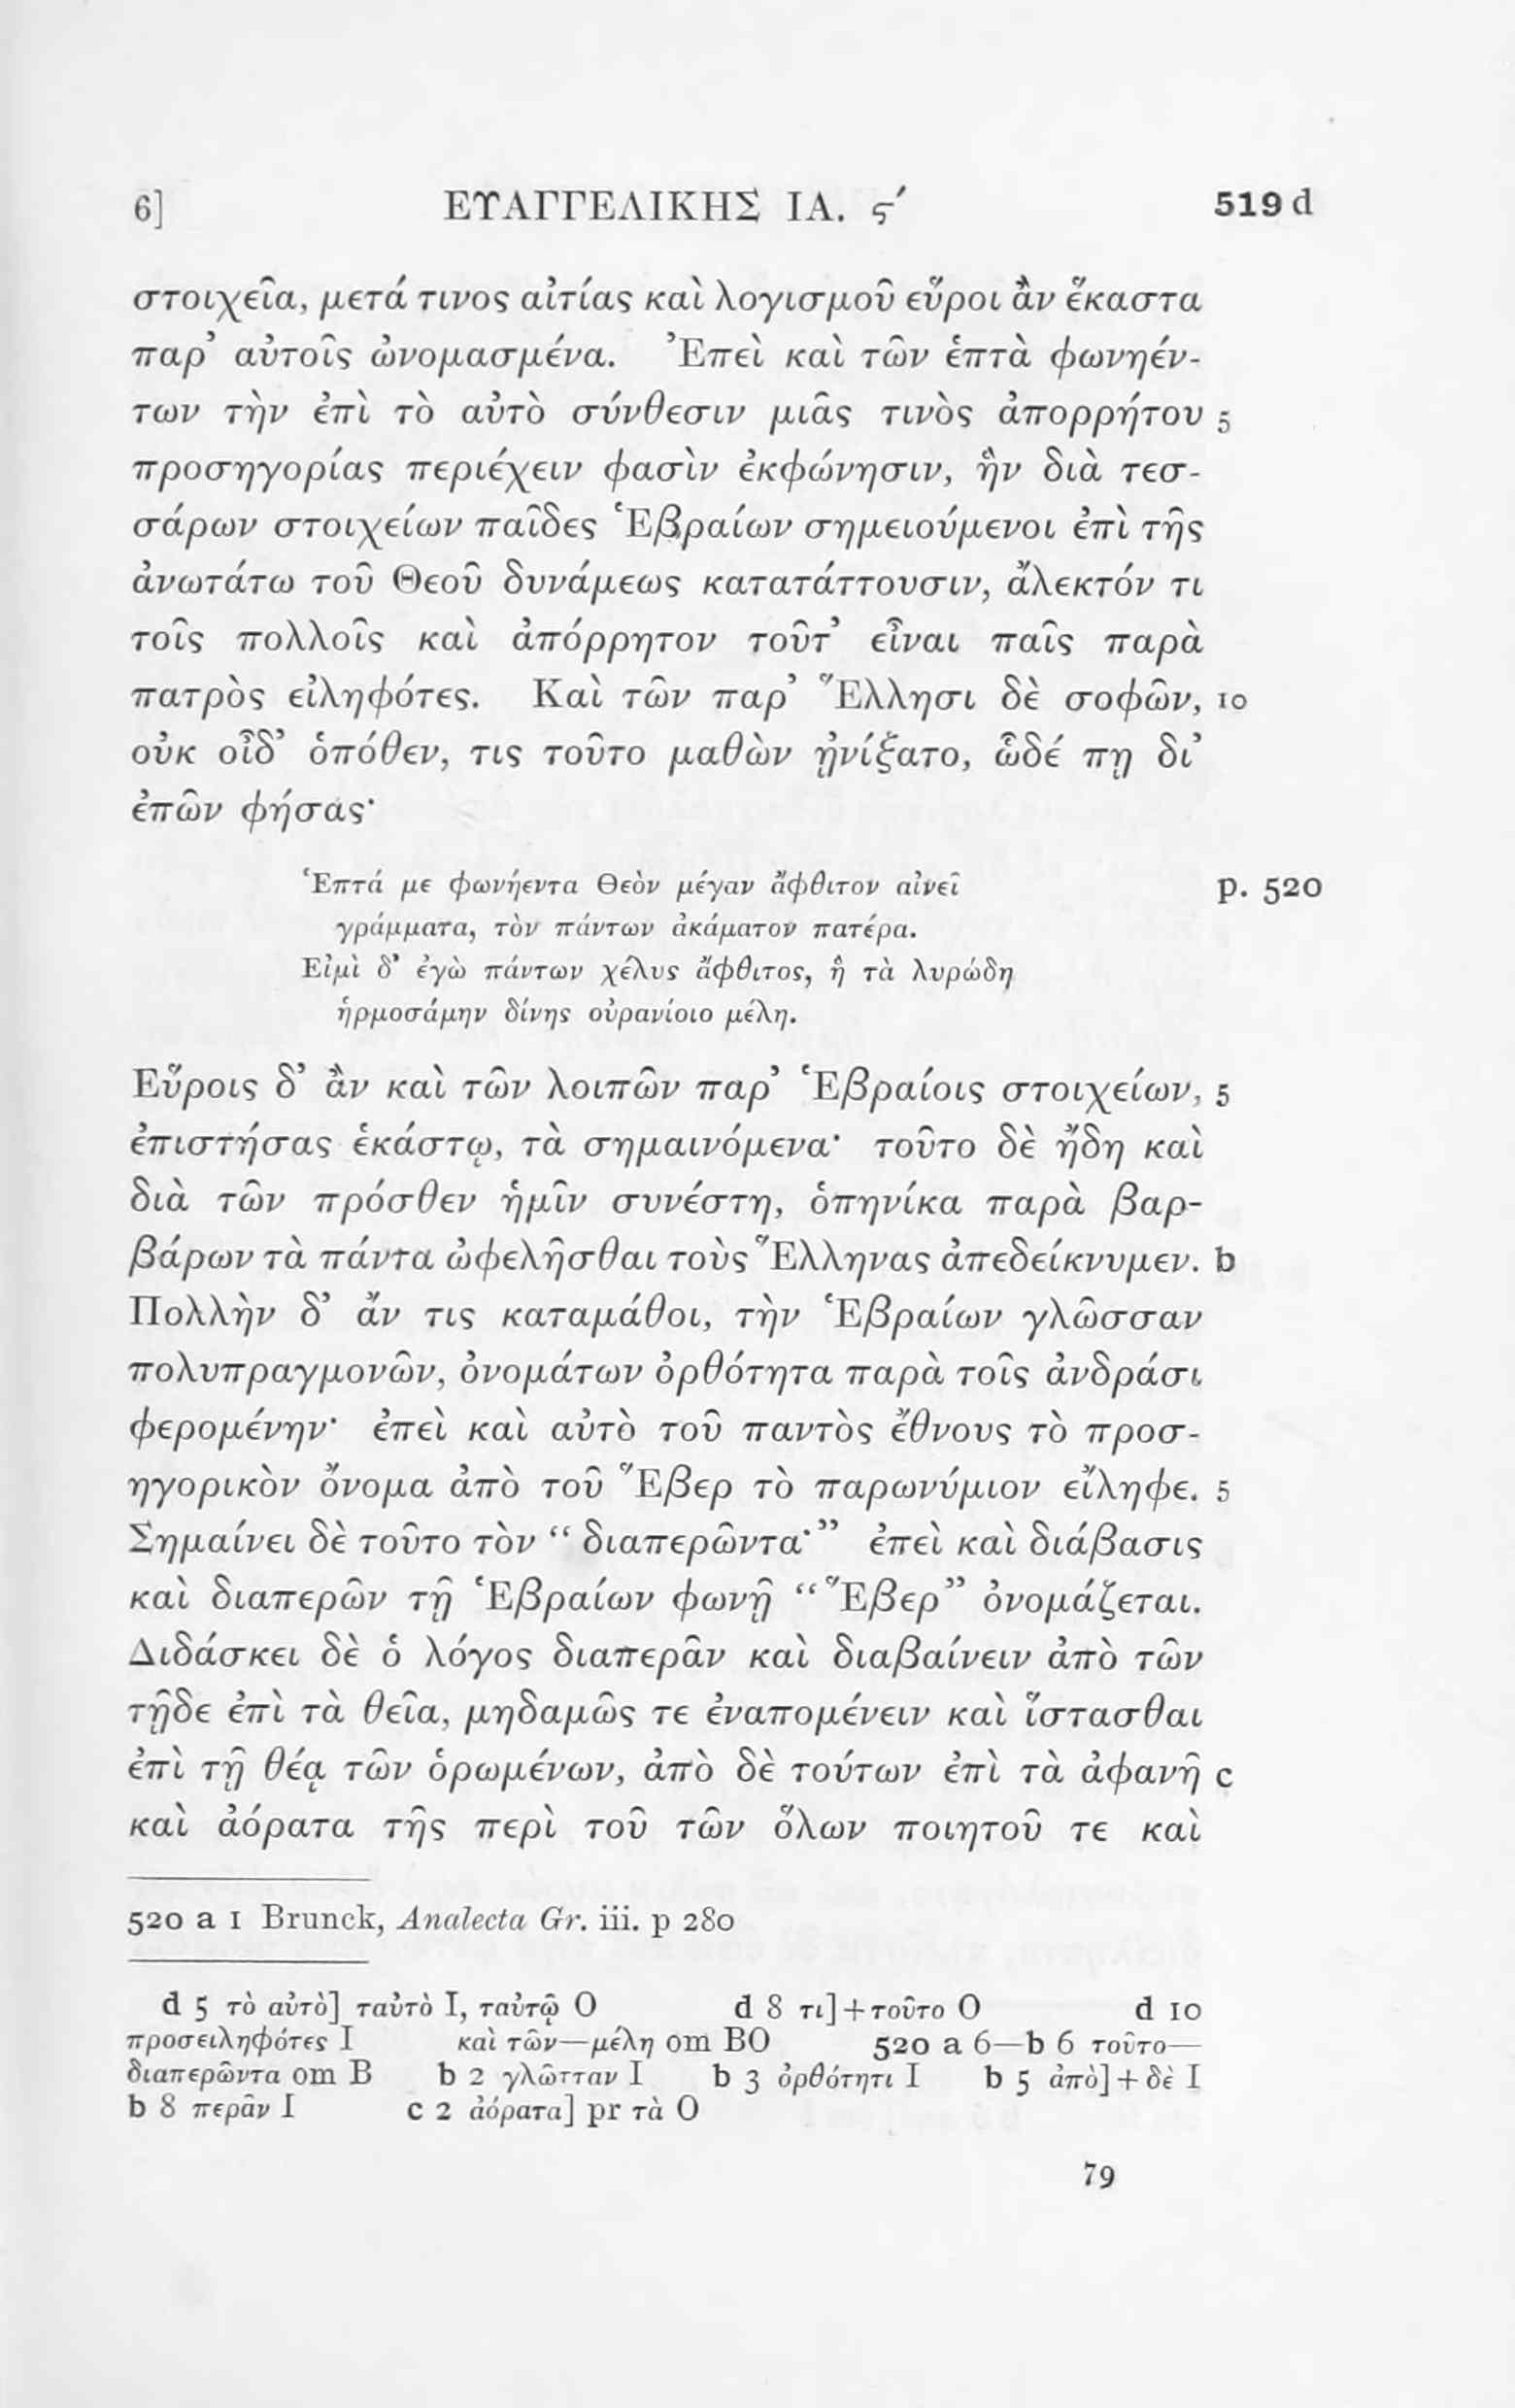 6] ΕΥΑΓΓΕΛΙΚΗΣ ΙΑ. ϛ´ 519 d
στοιχεῖα, μετά τινος αἰτίας καὶ λογισμοῦ εὕροι ἂν ἕκαστα
παρ’ αὐτοῖς ὠνομασμένα. Ἐπεὶ καὶ τῶν ἑπτὰ φωνηέν-
των τὴν ἐπὶ τὸ αὐτὸ σύνθεσιν μιᾶς τινὸς ἀπορρήτου 5
προσηγορίας περιέχειν φασὶν ἐκφώνησιν, ἣν διὰ τεσ-
σάρων στοιχείων παῖδες Ἑβραίων σημειούμενοι ἐπὶ τῆς
ἀνωτάτω τοῦ Θεοῦ δυνάμεως κατατάττουσιν, ἄλεκτόν τι
τοῖς πολλοῖς καὶ ἀπόρρητον τοῦτ’ εἶναι παῖς παρὰ
πατρὸς εἰληφότες. Καὶ τῶν παρ’ Ἕλλησι δὲ σοφῶν, 10
οὐκ οἶδ’ ὁπόθεν, τις τοῦτο μαθὼν ᾐνίξατο, ὧδέ πῃ δι’
ἐπῶν φήσας·
Ἑπτά με φωνήεντα Θεὸν μέγαν ἄφθιτον αἰνεῖ p. 520
γράμματα, τὸν πάντων ἀκάματον πατέρα.
Εἰμὶ δ’ ἐγὼ πάντων χέλυς ἄφθιτος, ἣ τὰ λυρώδη
ἡρμοσάμην δίνης οὐρανίοιο μέλη.
Εὕροις δ’ ἂν καὶ τῶν λοιπῶν παρ’ Ἑβραίοις στοιχείων, 5
ἐπιστήσας ἑκάστῳ, τὰ σημαινόμενα· τοῦτο δὲ ἤδη καὶ
διὰ τῶν πρόσθεν ἡμῖν συνέστη, ὁπηνίκα παρὰ βαρ-
βάρων τὰ πάντα ὠφελῆσθαι τοὺς Ἕλληνας ἀπεδείκνυμεν. b
Πολλὴν δ’ ἄν τις καταμάθοι, τὴν Ἑβραίων γλῶσσαν
πολυπραγμονῶν, ὀνομάτων ὀρθότητα παρὰ τοῖς ἀνδράσι
φερομένην· ἐπεὶ καὶ αὐτὸ τοῦ παντὸς ἔθνους τὸ προσ-
ηγορικὸν ὄνομα ἀπὸ τοῦ Ἕβερ τὸ παρωνύμιον εἴληφε. 5
Σημαίνει δὲ τοῦτο τὸν “ διαπερῶντα·” ἐπεὶ καὶ διάβασις
καὶ διαπερῶν τῇ Ἑβραίων φωνῇ “Ἕβερ” ὀνομάζεται.
Διδάσκει δὲ ὁ λόγος διαπερᾶν καὶ διαβαίνειν ἀπὸ τῶν
τῇδε ἐπὶ τὰ θεῖα, μηδαμῶς τε ἐναπομένειν καὶ ἵστασθαι
ἐπὶ τῇ θέᾳ τῶν ὁρωμένων, ἀπὸ δὲ τούτων ἐπὶ τὰ ἀφανῆ c
καὶ ἀόρατα τῆς περὶ τοῦ τῶν ὅλων ποιητοῦ τε καὶ
520 a 1 Brunck, Analecta Gr. iii. p 280
d 5 τὸ αὐτὸ] ταὐτὸ I, ταὐτῷ O d 8 τι]+τοῦτο O d 10
προσειληφότες I καὶ τῶν—μέλη om BO 520 a 6—b 6 τοῦτο—
διαπερῶντα om B b 2 γλῶτταν I b 3 ὀρθότητι I b 5 ἀπὸ]+δὲ I
b 8 περᾶν I c 2 ἀόρατα] pr τὰ O
79